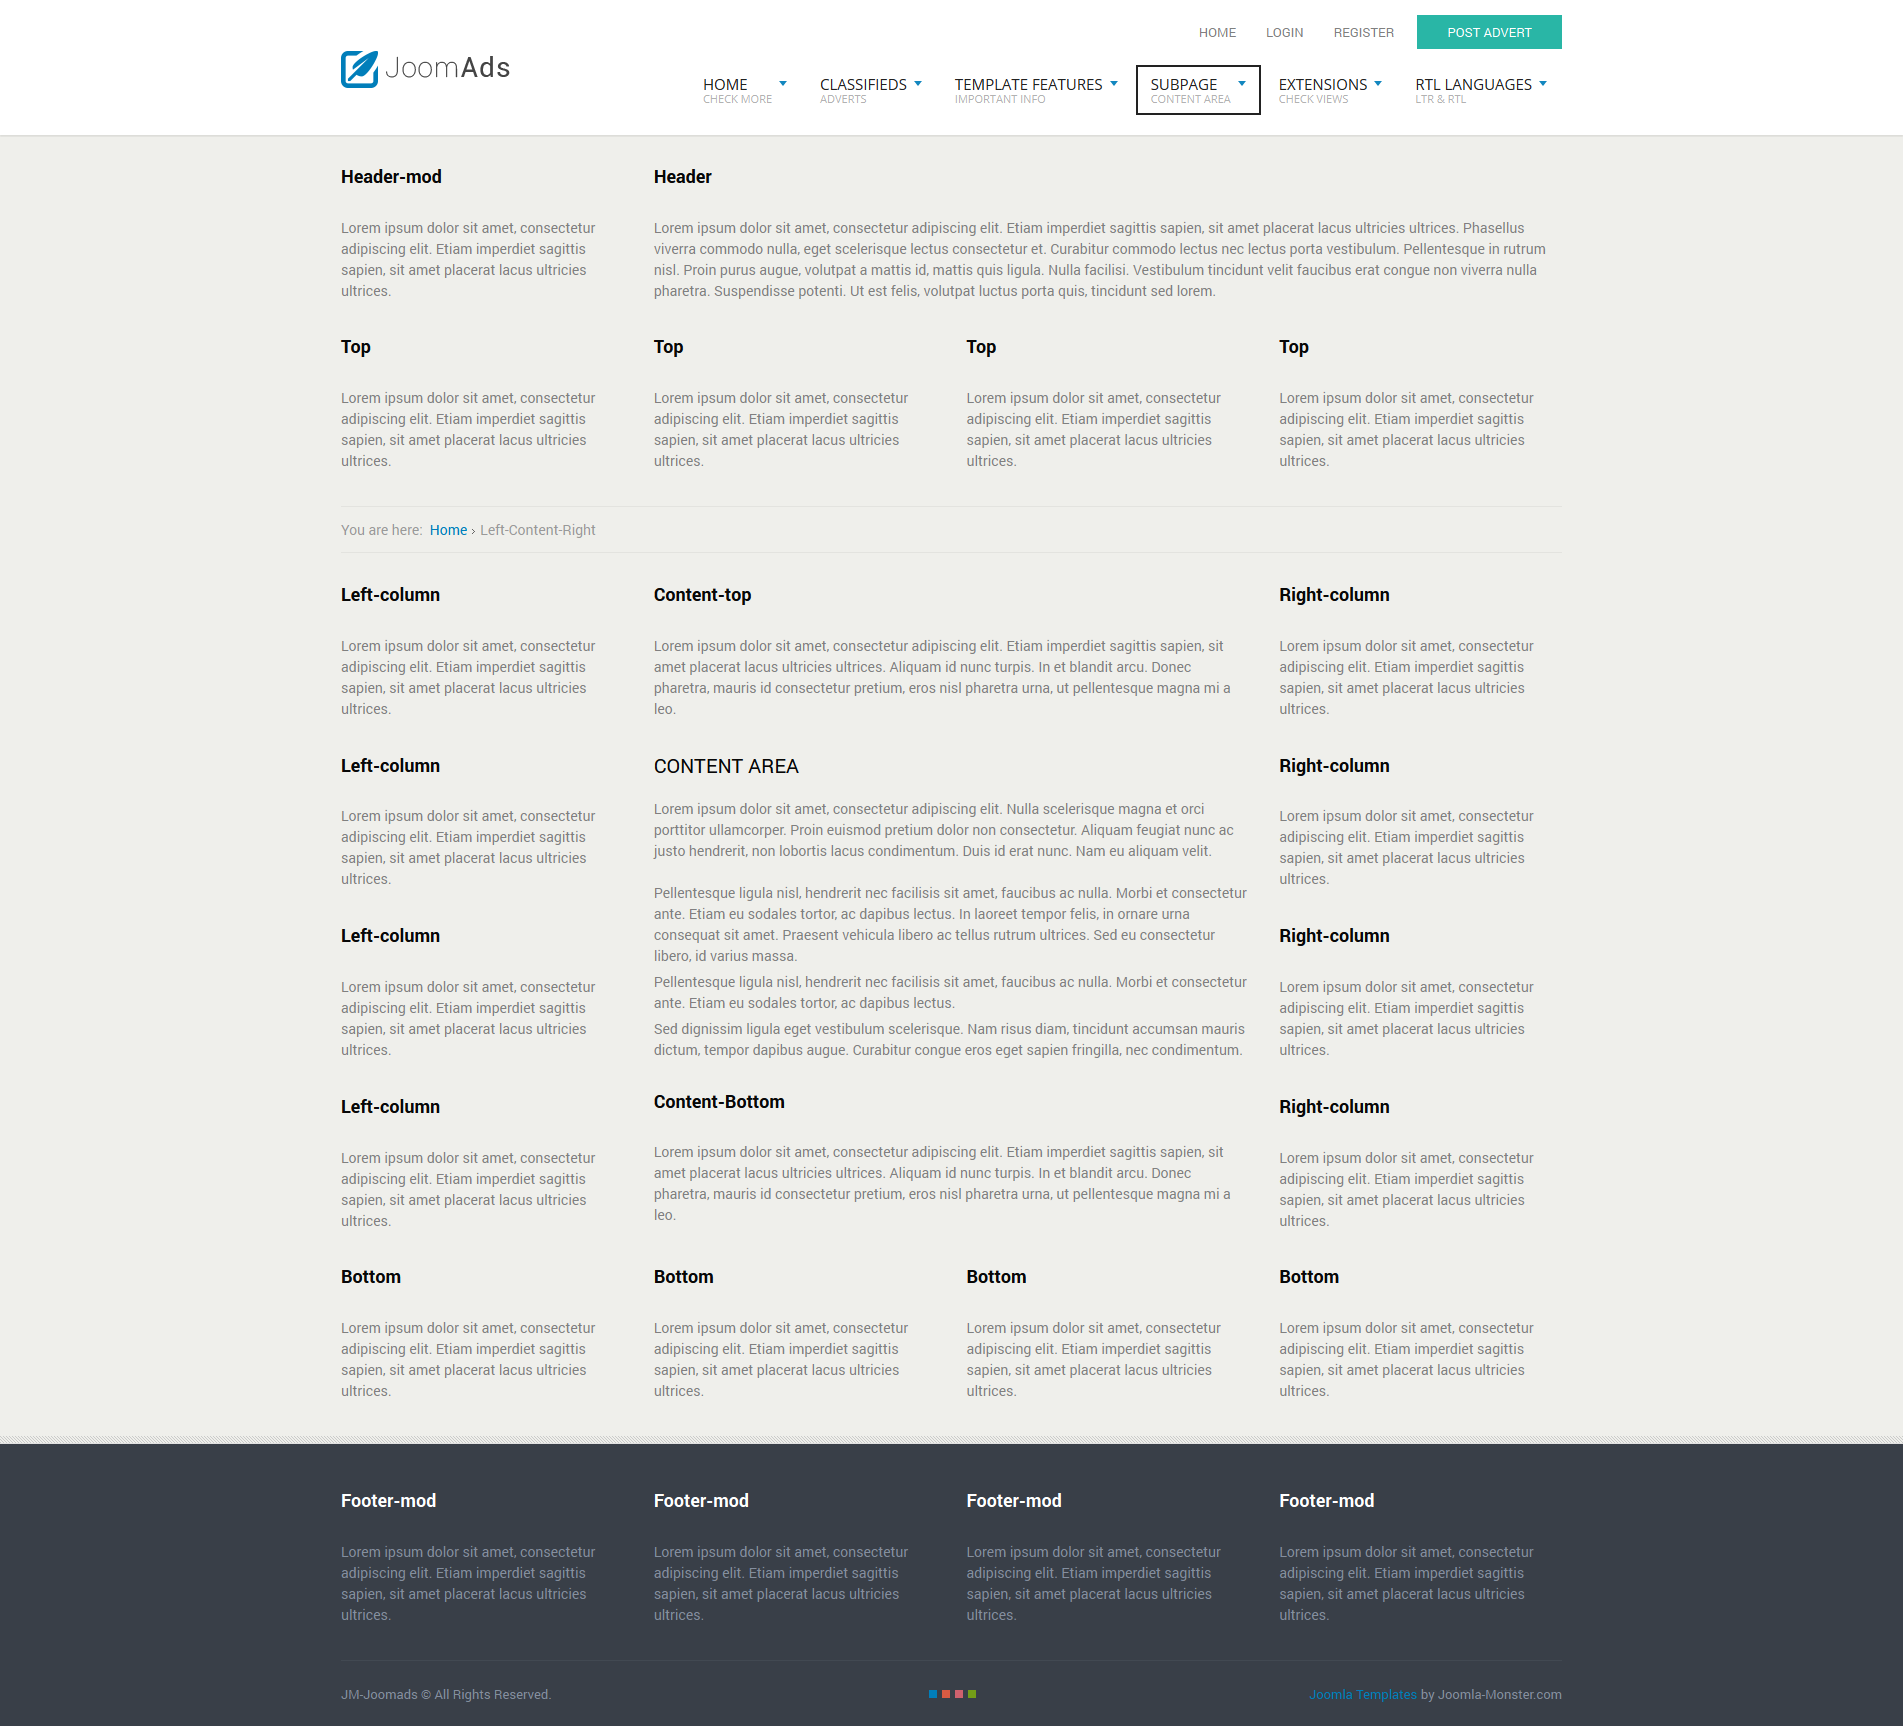 HOME LOGIN REGISTER POST ADVERT
JoomAds
HOME CLASSIFIEDS TEMPLATE FEATURES SUBPAGE EXTENSIONS RTL LANGUAGES
CHECK MORE ADVERTS IMPORTANT INFO CONTENT AREA CHECK VIEWS LTR & RTL
Header-mod
Lorem ipsum dolor sit amet, consectetur
adipiscing elit. Etiam imperdiet sagittis
sapien, sit amet placerat lacus ultricies
ultrices.
Header
Lorem ipsum dolor sit amet, consectetur adipiscing elit. Etiam imperdiet sagittis sapien, sit amet placerat lacus ultricies ultrices. Phasellus
viverra commodo nulla, eget scelerisque lectus consectetur et. Curabitur commodo lectus nec lectus porta vestibulum. Pellentesque in rutrum
nisl. Proin purus augue, volutpat a mattis id, mattis quis ligula. Nulla facilisi. Vestibulum tincidunt velit faucibus erat congue non viverra nulla
pharetra. Suspendisse potenti. Ut est felis, volutpat luctus porta quis, tincidunt sed lorem.
Top
Lorem ipsum dolor sit amet, consectetur
adipiscing elit. Etiam imperdiet sagittis
sapien, sit amet placerat lacus ultricies
ultrices.
Top
Lorem ipsum dolor sit amet, consectetur
adipiscing elit. Etiam imperdiet sagittis
sapien, sit amet placerat lacus ultricies
ultrices.
Top
Lorem ipsum dolor sit amet, consectetur
adipiscing elit. Etiam imperdiet sagittis
sapien, sit amet placerat lacus ultricies
ultrices.
Top
Lorem ipsum dolor sit amet, consectetur
adipiscing elit. Etiam imperdiet sagittis
sapien, sit amet placerat lacus ultricies
ultrices.
You are here: Home › Left-Content-Right
Left-column
Lorem ipsum dolor sit amet, consectetur
adipiscing elit. Etiam imperdiet sagittis
sapien, sit amet placerat lacus ultricies
ultrices.
Left-column
Lorem ipsum dolor sit amet, consectetur
adipiscing elit. Etiam imperdiet sagittis
sapien, sit amet placerat lacus ultricies
ultrices.
Left-column
Lorem ipsum dolor sit amet, consectetur
adipiscing elit. Etiam imperdiet sagittis
sapien, sit amet placerat lacus ultricies
ultrices.
Left-column
Lorem ipsum dolor sit amet, consectetur
adipiscing elit. Etiam imperdiet sagittis
sapien, sit amet placerat lacus ultricies
ultrices.
Content-top
Lorem ipsum dolor sit amet, consectetur adipiscing elit. Etiam imperdiet sagittis sapien, sit
amet placerat lacus ultricies ultrices. Aliquam id nunc turpis. In et blandit arcu. Donec
pharetra, mauris id consectetur pretium, eros nisl pharetra urna, ut pellentesque magna mi a
leo.
CONTENT AREA
Lorem ipsum dolor sit amet, consectetur adipiscing elit. Nulla scelerisque magna et orci
porttitor ullamcorper. Proin euismod pretium dolor non consectetur. Aliquam feugiat nunc ac
justo hendrerit, non lobortis lacus condimentum. Duis id erat nunc. Nam eu aliquam velit.
Pellentesque ligula nisl, hendrerit nec facilisis sit amet, faucibus ac nulla. Morbi et consectetur
ante. Etiam eu sodales tortor, ac dapibus lectus. In laoreet tempor felis, in ornare urna
consequat sit amet. Praesent vehicula libero ac tellus rutrum ultrices. Sed eu consectetur
libero, id varius massa.
Pellentesque ligula nisl, hendrerit nec facilisis sit amet, faucibus ac nulla. Morbi et consectetur
ante. Etiam eu sodales tortor, ac dapibus lectus.
Sed dignissim ligula eget vestibulum scelerisque. Nam risus diam, tincidunt accumsan mauris
dictum, tempor dapibus augue. Curabitur congue eros eget sapien fringilla, nec condimentum.
Content-Bottom
Lorem ipsum dolor sit amet, consectetur adipiscing elit. Etiam imperdiet sagittis sapien, sit
amet placerat lacus ultricies ultrices. Aliquam id nunc turpis. In et blandit arcu. Donec
pharetra, mauris id consectetur pretium, eros nisl pharetra urna, ut pellentesque magna mi a
leo.
Right-column
Lorem ipsum dolor sit amet, consectetur
adipiscing elit. Etiam imperdiet sagittis
sapien, sit amet placerat lacus ultricies
ultrices.
Right-column
Lorem ipsum dolor sit amet, consectetur
adipiscing elit. Etiam imperdiet sagittis
sapien, sit amet placerat lacus ultricies
ultrices.
Right-column
Lorem ipsum dolor sit amet, consectetur
adipiscing elit. Etiam imperdiet sagittis
sapien, sit amet placerat lacus ultricies
ultrices.
Right-column
Lorem ipsum dolor sit amet, consectetur
adipiscing elit. Etiam imperdiet sagittis
sapien, sit amet placerat lacus ultricies
ultrices.
Bottom
Lorem ipsum dolor sit amet, consectetur
adipiscing elit. Etiam imperdiet sagittis
sapien, sit amet placerat lacus ultricies
ultrices.
Bottom
Lorem ipsum dolor sit amet, consectetur
adipiscing elit. Etiam imperdiet sagittis
sapien, sit amet placerat lacus ultricies
ultrices.
Bottom
Lorem ipsum dolor sit amet, consectetur
adipiscing elit. Etiam imperdiet sagittis
sapien, sit amet placerat lacus ultricies
ultrices.
Bottom
Lorem ipsum dolor sit amet, consectetur
adipiscing elit. Etiam imperdiet sagittis
sapien, sit amet placerat lacus ultricies
ultrices.
Footer-mod
Lorem ipsum dolor sit amet, consectetur
adipiscing elit. Etiam imperdiet sagittis
sapien, sit amet placerat lacus ultricies
ultrices.
Footer-mod
Lorem ipsum dolor sit amet, consectetur
adipiscing elit. Etiam imperdiet sagittis
sapien, sit amet placerat lacus ultricies
ultrices.
Footer-mod
Lorem ipsum dolor sit amet, consectetur
adipiscing elit. Etiam imperdiet sagittis
sapien, sit amet placerat lacus ultricies
ultrices.
Footer-mod
Lorem ipsum dolor sit amet, consectetur
adipiscing elit. Etiam imperdiet sagittis
sapien, sit amet placerat lacus ultricies
ultrices.
JM-Joomads © All Rights Reserved.
Joomla Templates by Joomla-Monster.com